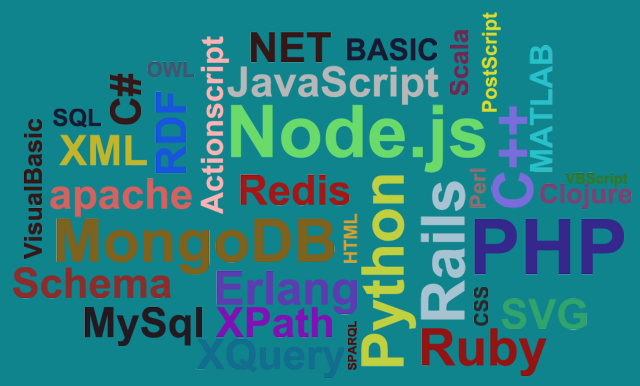 NET
BASIC
Scala
PostScript
OWL
JavaScript
MATLAB
C#
Actionscript
RDF
SQL
Node.js
C++
XML
VisualBasic
apache
Redis
Perl
VBScript
Clojure
MongoDB
HTML
Python
Rails
PHP
Schema
Erlang
CSS
SVG
MySql
XPath
SPARQL
Ruby
XQuery